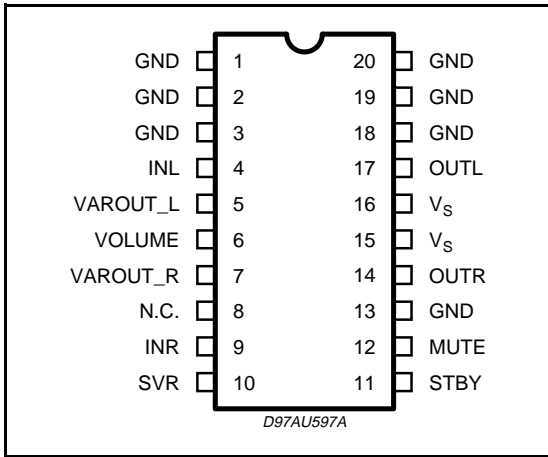 GND 1 20 GND
GND 2 19 GND
GND 3 18 GND
INL 4 17 OUTL
VAROUT_L 5 16 VS
VOLUME 6 15 VS
VAROUT_R 7 14 OUTR
N.C. 8 13 GND
INR 9 12 MUTE
SVR 10 11 STBY
D97AU597A